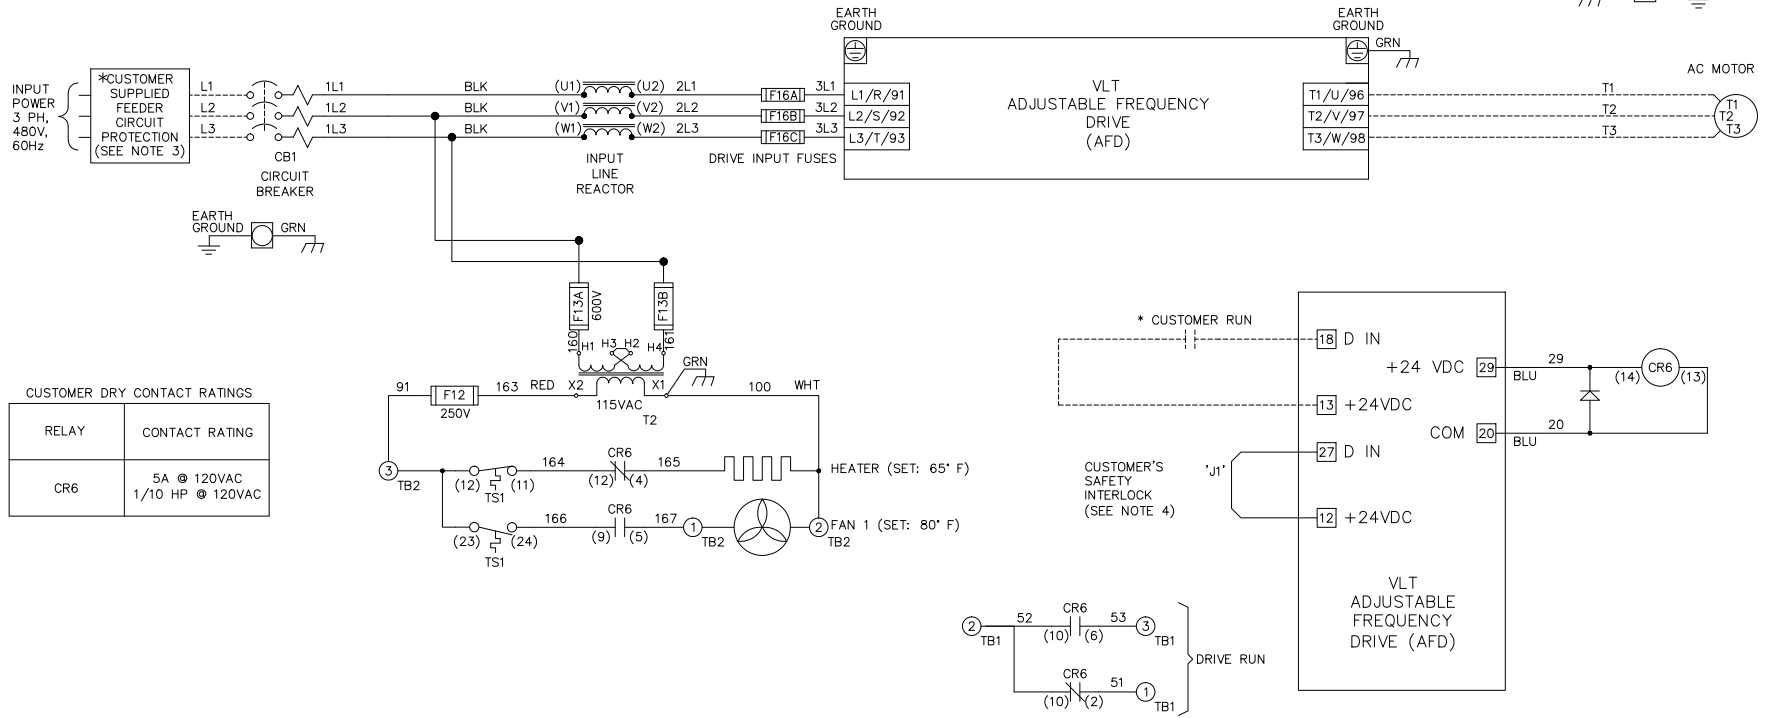 EARTH
GROUND
EARTH
GROUND
GRN
INPUT
POWER
3 PH,
480V,
60Hz
*CUSTOMER
SUPPLIED
FEEDER
CIRCUIT
PROTECTION
(SEE NOTE 3)
L1
L2
L3
CB1
CIRCUIT
BREAKER
1L1
1L2
1L3
BLK
BLK
BLK
(U1) (U2) 2L1
(V1) (V2) 2L2
(W1) (W2) 2L3
INPUT
LINE
REACTOR
F16A
F16B
F16C
3L1
3L2
3L3
DRIVE INPUT FUSES
L1/R/91
L2/S/92
L3/T/93
VLT
ADJUSTABLE FREQUENCY
DRIVE
(AFD)
T1/U/96
T2/V/97
T3/W/98
T1
T2
T3
AC MOTOR
T1
T2
T3
EARTH
GROUND
GRN
F13A
600V
F13B
160
161
H1 H3 H2 H4
GRN
91
F12
250V
163 RED X2
X1
100 WHT
115VAC
T2
3
TB2
(12) (11)
TS1
164
CR6
(12) (4)
165
HEATER (SET: 65° F)
(23) (24)
TS1
166
CR6
(9) (5)
167
1
TB2
2
TB2
FAN 1 (SET: 80° F)
CUSTOMER DRY CONTACT RATINGS
RELAY
CONTACT RATING
CR6
5A @ 120VAC
1/10 HP @ 120VAC
* CUSTOMER RUN
18 D IN
13 +24VDC
27 D IN
12 +24VDC
+24 VDC 29
COM 20
29
BLU
20
BLU
CR6
(14) (13)
CUSTOMER'S
SAFETY
INTERLOCK
(SEE NOTE 4)
'J1'
VLT
ADJUSTABLE
FREQUENCY
DRIVE (AFD)
2
TB1
52
CR6
(10) (6)
53
3
TB1
CR6
(10) (2)
51
1
TB1
DRIVE RUN